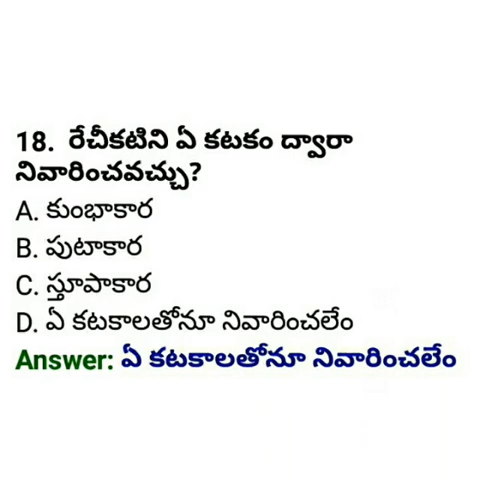 18. రేచీకటిని ఏ కటకం ద్వారా
నివారించవచ్చు?
A. కుంభాకార
B. పుటాకార
C. స్తూపాకార
D. ఏ కటకాలతోనూ నివారించలేం
Answer: ఏ కటకాలతోనూ నివారించలేం